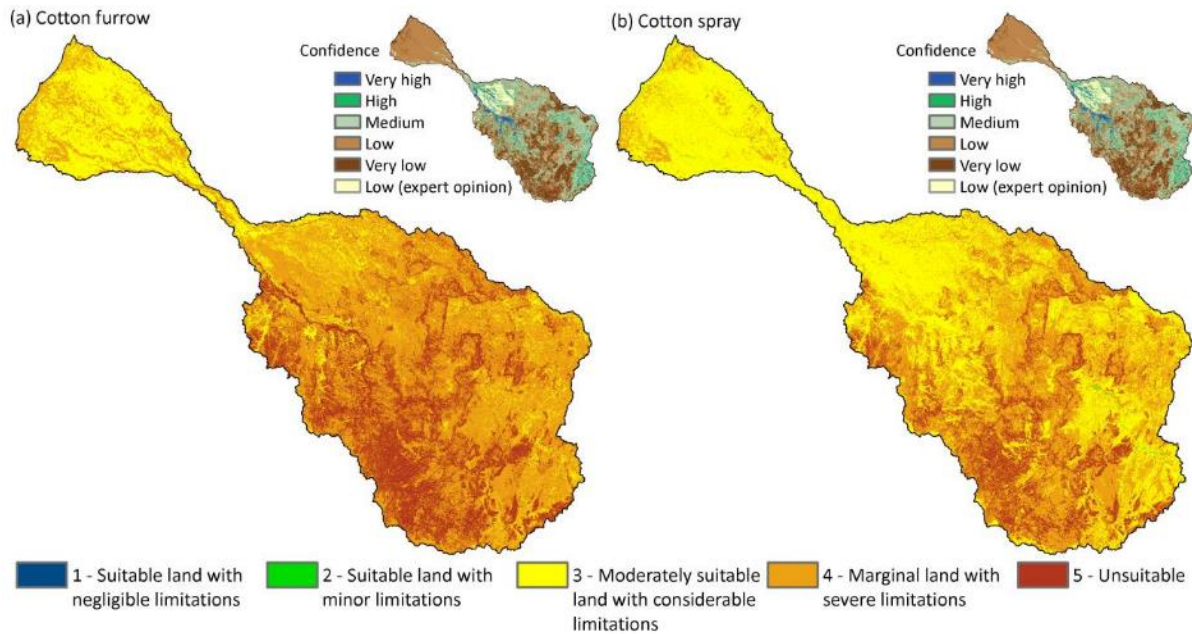 (a) Cotton furrow
Confidence
Very high
High
Medium
Low
Very low
Low (expert opinion)
(b) Cotton spray
Confidence
Very high
High
Medium
Low
Very low
Low (expert opinion)
1 - Suitable land with
negligible limitations
2 - Suitable land with
minor limitations
3 - Moderately suitable
land with considerable
limitations
4 - Marginal land with
severe limitations
5 - Unsuitable